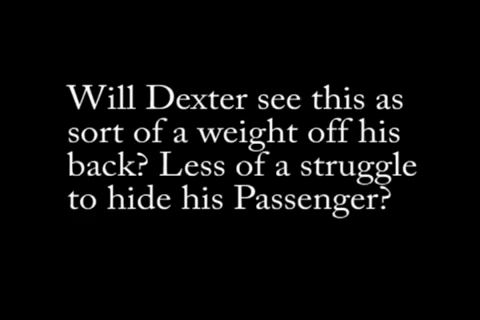 Will Dexter see this as
sort of a weight off his
back? Less of a struggle
to hide his Passenger?